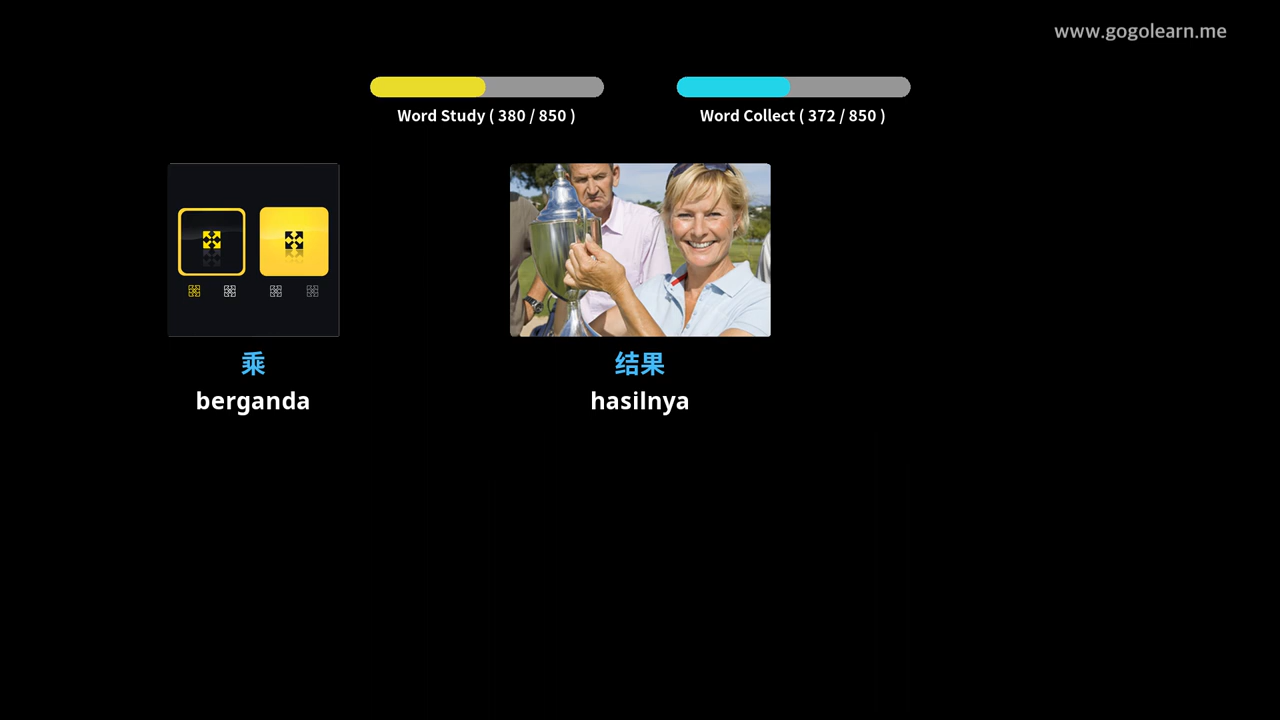 www.gogolearn.me
Word Study ( 380 / 850 )
Word Collect ( 372 / 850 )
乘
berganda
结果
hasilnya